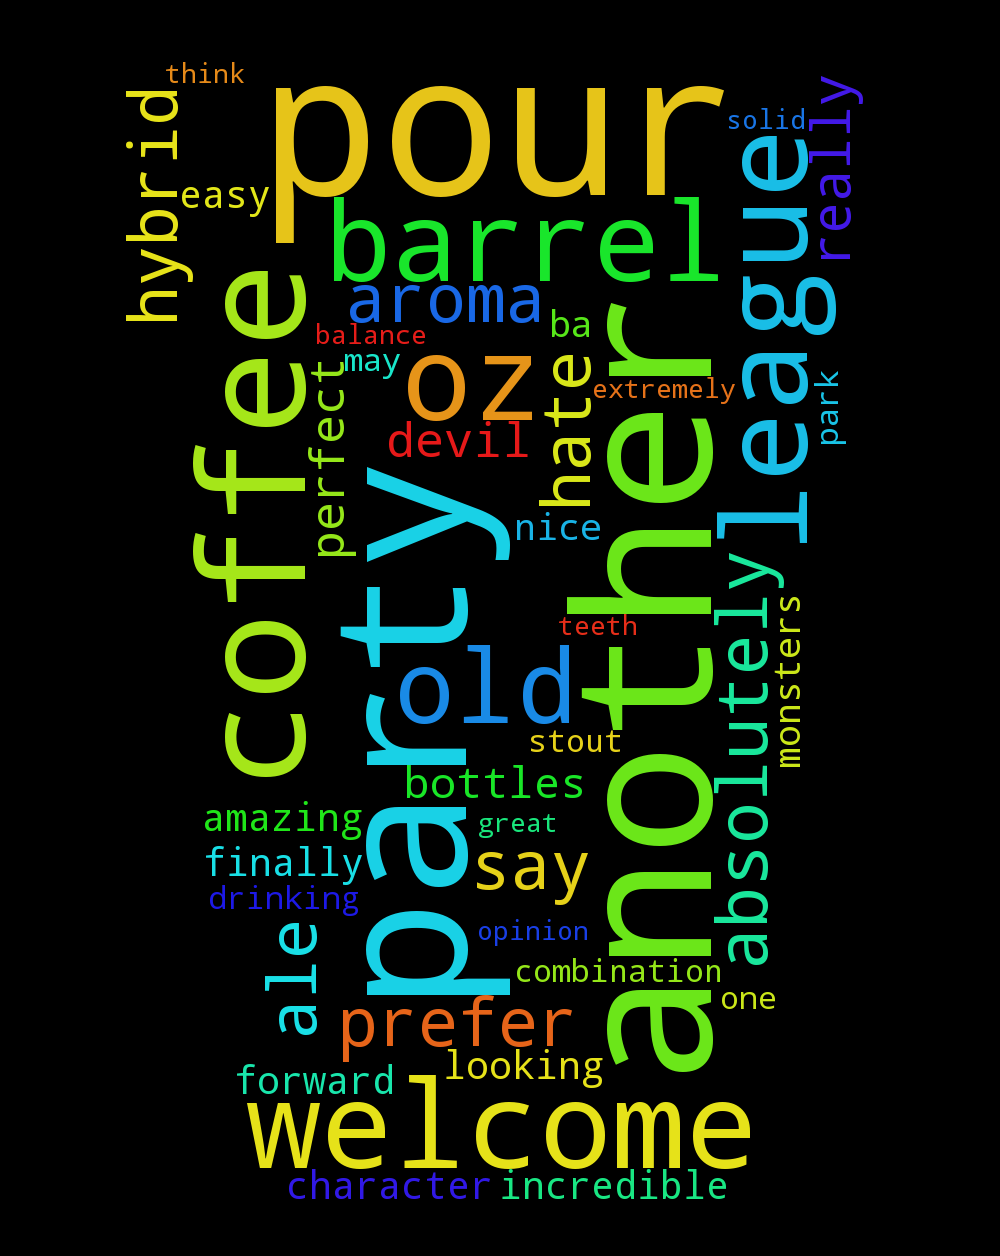 think
pour
hybrid
really
solid
easy
barrel
league
coffee
aroma
another
ba
balance
may
oz
hate
perfect
extremely
park
devil
party
nice
absolutely
monsters
teeth
old
stout
bottles
amazing
great
say
finally
drinking
ale
opinion
combination
one
prefer
looking
forward
welcome
character
incredible